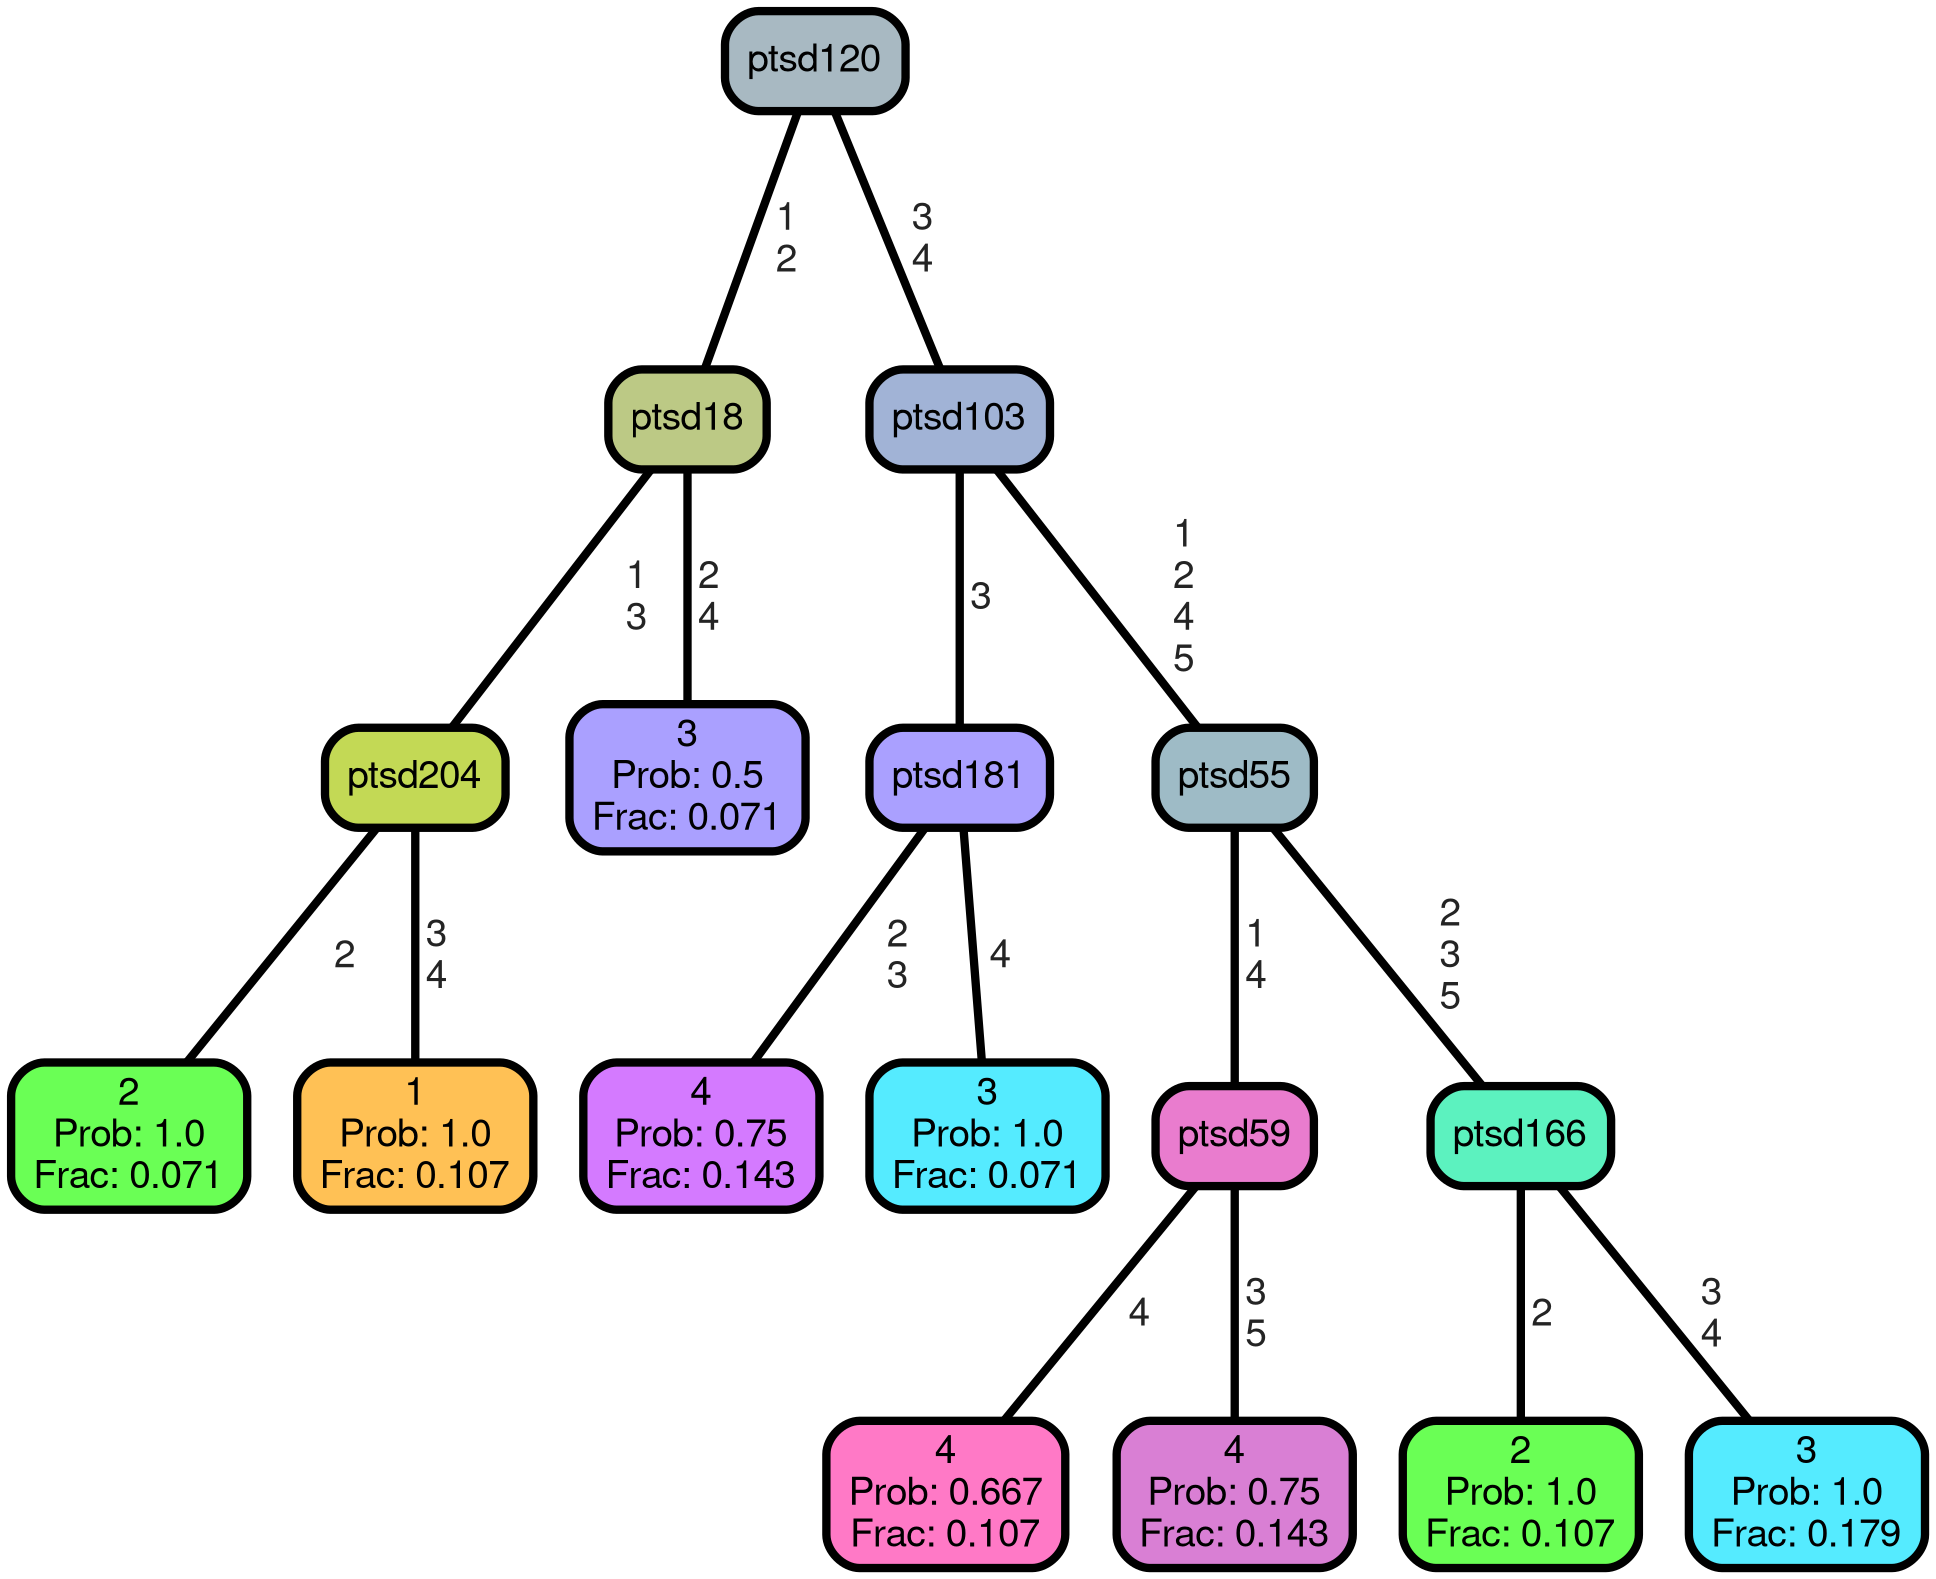 ptsd120
1
2
3
4
ptsd18
ptsd103
1
3
2
4
3
1
2
4
5
ptsd204
3
Prob: 0.5
Frac: 0.071
ptsd181
ptsd55
2
3
4
2
3
4
1
4
2
3
5
2
Prob: 1.0
Frac: 0.071
1
Prob: 1.0
Frac: 0.107
4
Prob: 0.75
Frac: 0.143
3
Prob: 1.0
Frac: 0.071
ptsd59
ptsd166
4
3
5
2
3
4
4
Prob: 0.667
Frac: 0.107
4
Prob: 0.75
Frac: 0.143
2
Prob: 1.0
Frac: 0.107
3
Prob: 1.0
Frac: 0.179